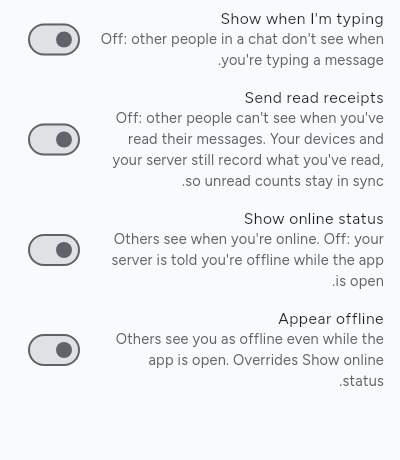 Show when I'm typing
Off: other people in a chat don't see when
you're typing a message.
Send read receipts
Off: other people can't see when you've
read their messages. Your devices and
your server still record what you've read,
so unread counts stay in sync.
Show online status
Others see when you're online. Off: your
server is told you're offline while the app
is open.
Appear offline
Others see you as offline even while the
app is open. Overrides Show online
status.